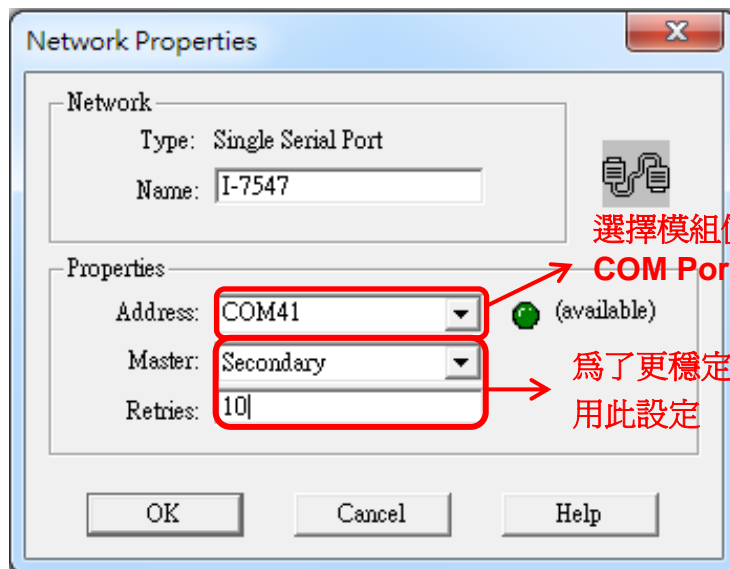 Network Properties
Network
Type: Single Serial Port
Name: I-7547
選擇模組
COM Por
Properties
Address: COM41 (available)
Master: Secondary
為了更穩定
Retries: 10
用此設定
OK Cancel Help